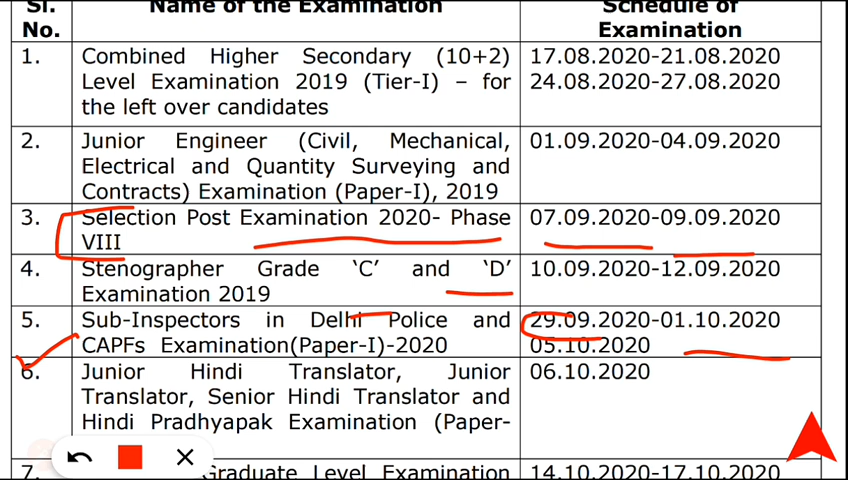 Sl. Name of the Examination Schedule of
No. Examination
1. Combined Higher Secondary (10+2) 17.08.2020-21.08.2020
Level Examination 2019 (Tier-I) – for 24.08.2020-27.08.2020
the left over candidates
2. Junior Engineer (Civil, Mechanical, 01.09.2020-04.09.2020
Electrical and Quantity Surveying and
Contracts) Examination (Paper-I), 2019
3. Selection Post Examination 2020- Phase 07.09.2020-09.09.2020
VIII
4. Stenographer Grade ‘C’ and ‘D’ 10.09.2020-12.09.2020
Examination 2019
5. Sub-Inspectors in Delhi Police and 29.09.2020-01.10.2020
CAPFs Examination(Paper-I)-2020 05.10.2020
6. Junior Hindi Translator, Junior 06.10.2020
Translator, Senior Hindi Translator and
Hindi Pradhyapak Examination (Paper-
7. Graduate Level Examination 14.10.2020-17.10.2020